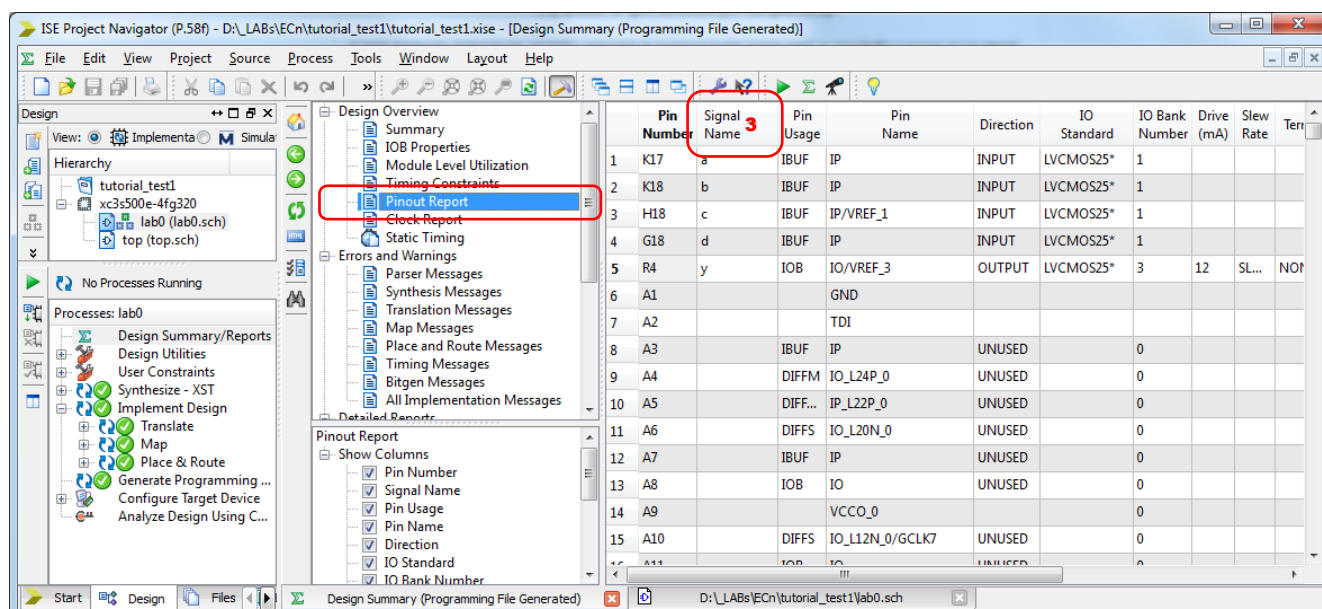 ISE Project Navigator (P.58f) - D:\_LABs\ECn\tutorial_test1\tutorial_test1.xise - [Design Summary (Programming File Generated)]
File Edit View Project Source Process Tools Window Layout Help
Design
View: Implementa Simula
Hierarchy
tutorial_test1
xc3s500e-4fg320
lab0 (lab0.sch)
top (top.sch)
No Processes Running
Processes: lab0
Design Summary/Reports
Design Utilities
User Constraints
Synthesize - XST
Implement Design
Translate
Map
Place & Route
Generate Programming ...
Configure Target Device
Analyze Design Using C...
Start Design Files
Design Overview
Summary
IOB Properties
Module Level Utilization
Timing Constraints
Pinout Report
Clock Report
Static Timing
Errors and Warnings
Parser Messages
Synthesis Messages
Translation Messages
Map Messages
Place and Route Messages
Timing Messages
Bitgen Messages
All Implementation Messages
Detailed Reports
Pinout Report
Show Columns
Pin Number
Signal Name
Pin Usage
Pin Name
Direction
IO Standard
IO Bank Number
Pin Number Signal Name 3 Pin Usage Pin Name Direction IO Standard IO Bank Number Drive (mA) Slew Rate Tern
1 K17 a IBUF IP INPUT LVCMOS25* 1
2 K18 b IBUF IP INPUT LVCMOS25* 1
3 H18 c IBUF IP/VREF_1 INPUT LVCMOS25* 1
4 G18 d IBUF IP INPUT LVCMOS25* 1
5 R4 y IOB IO/VREF_3 OUTPUT LVCMOS25* 3 12 SL... NON
6 A1 GND
7 A2 TDI
8 A3 IBUF IP UNUSED 0
9 A4 DIFFM IO_L24P_0 UNUSED 0
10 A5 DIFF... IP_L22P_0 UNUSED 0
11 A6 DIFFS IO_L20N_0 UNUSED 0
12 A7 IBUF IP UNUSED 0
13 A8 IOB IO UNUSED 0
14 A9 VCCO_0
15 A10 DIFFS IO_L12N_0/GCLK7 UNUSED 0
16 A11 IOB IO UNUSED 0
Design Summary (Programming File Generated) D:\_LABs\ECn\tutorial_test1\lab0.sch